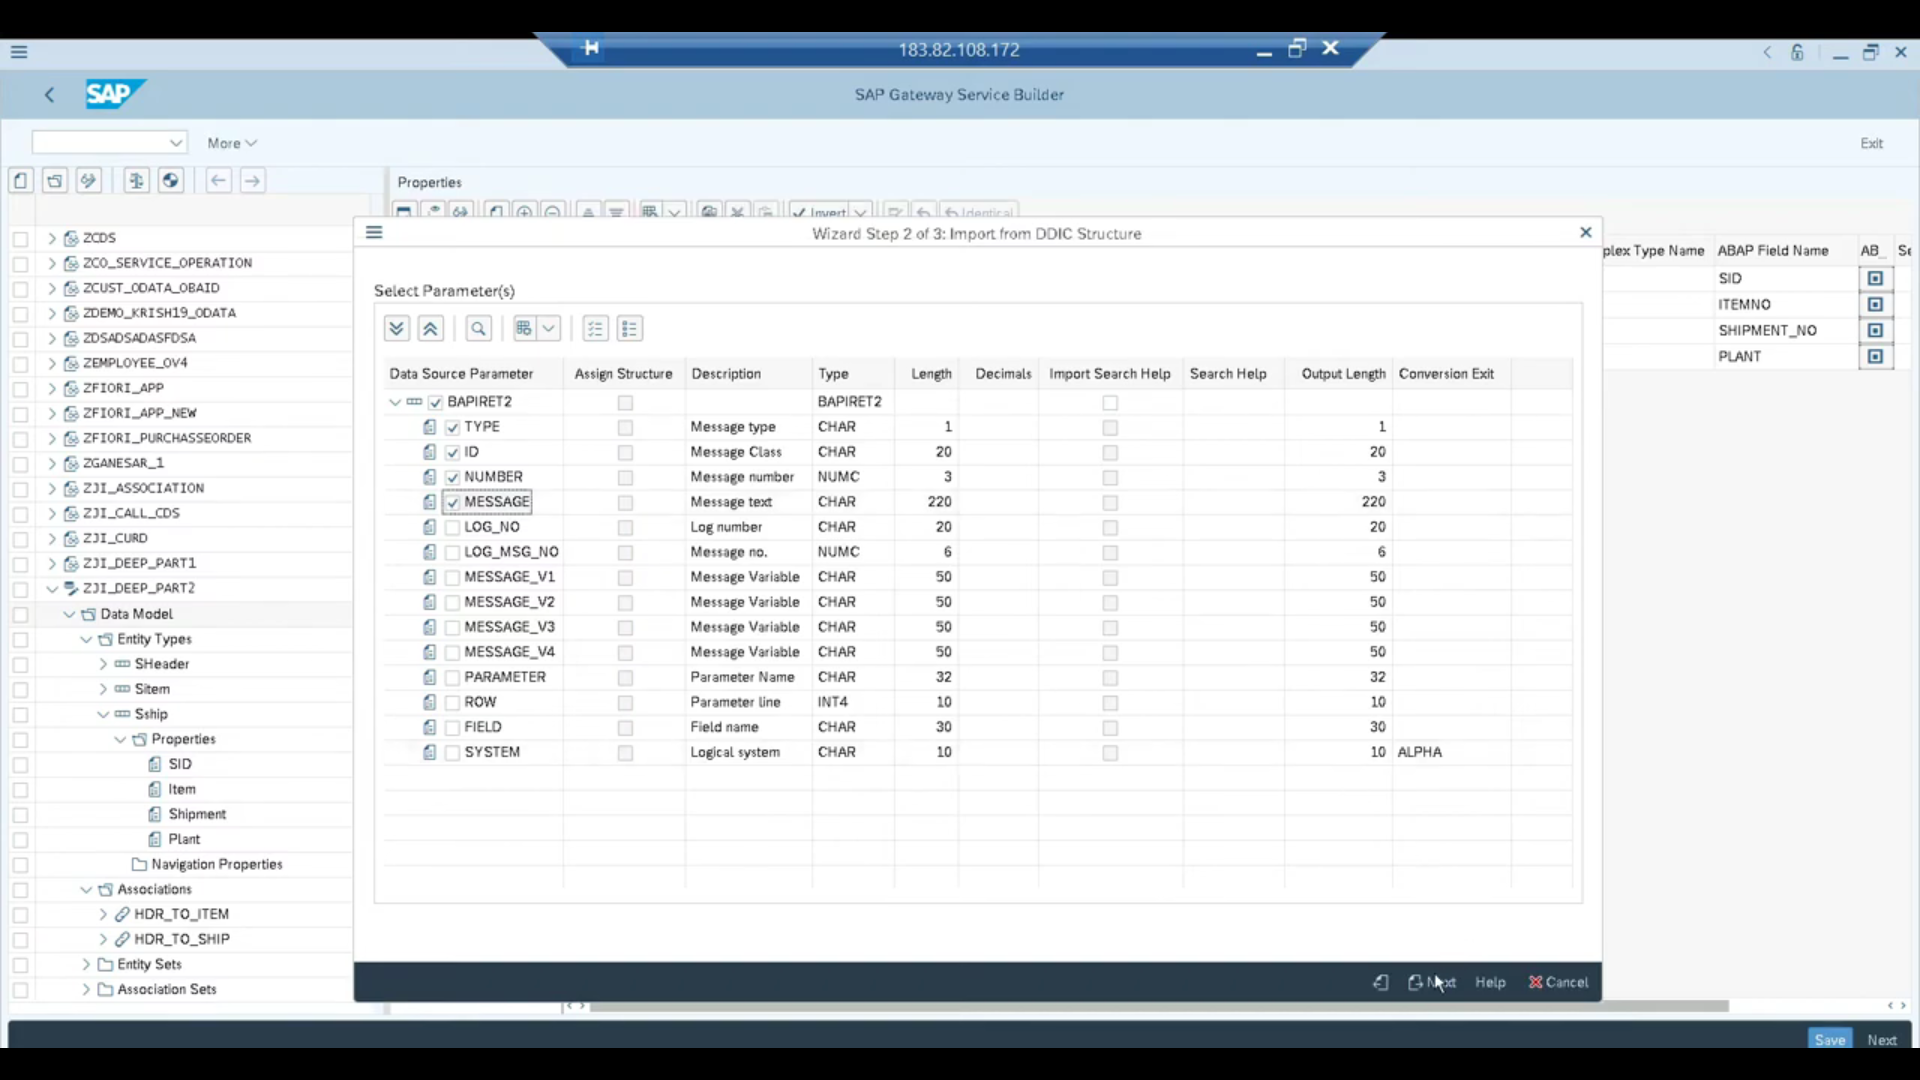 183.82.108.172
SAP
SAP Gateway Service Builder
More
Exit
Properties
Invert
Identical
Wizard Step 2 of 3: Import from DDIC Structure
Type Name ABAP Field Name AB_
Select Parameter(s)
Data Source Parameter Assign Structure Description Type Length Decimals Import Search Help Search Help Output Length Conversion Exit
BAPIRET2 BAPIRET2
TYPE Message type CHAR 1 1
ID Message Class CHAR 20 20
NUMBER Message number NUMC 3 3
MESSAGE Message text CHAR 220 220
LOG_NO Log number CHAR 20 20
LOG_MSG_NO Message no. NUMC 6 6
MESSAGE_V1 Message Variable CHAR 50 50
MESSAGE_V2 Message Variable CHAR 50 50
MESSAGE_V3 Message Variable CHAR 50 50
MESSAGE_V4 Message Variable CHAR 50 50
PARAMETER Parameter Name CHAR 32 32
ROW Parameter line INT4 10 10
FIELD Field name CHAR 30 30
SYSTEM Logical system CHAR 10 10 ALPHA
Next Help Cancel
SID
ITEMNO
SHIPMENT_NO
PLANT
ZCDS
ZCO_SERVICE_OPERATION
ZCUST_ODATA_OBAID
ZDEMO_KRISH19_ODATA
ZDSADSADASFDSA
ZEMPLOYEE_OV4
ZFIORI_APP
ZFIORI_APP_NEW
ZFIORI_PURCHASSEORDER
ZGANESAR_1
ZJI_ASSOCIATION
ZJI_CALL_CDS
ZJI_CURD
ZJI_DEEP_PART1
ZJI_DEEP_PART2
Data Model
Entity Types
SHeader
Sitem
Sship
Properties
SID
Item
Shipment
Plant
Navigation Properties
Associations
HDR_TO_ITEM
HDR_TO_SHIP
Entity Sets
Association Sets
Save Next